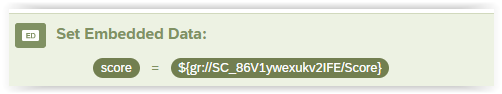 ED Set Embedded Data:
score = ${gr://SC_86V1ywexukv2IFE/Score}